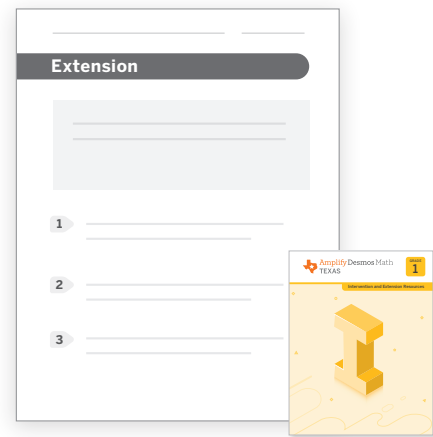 Extension
1
2
3
Amplify Desmos Math
TEXAS
GRADE
1
Intervention and Extension Resources